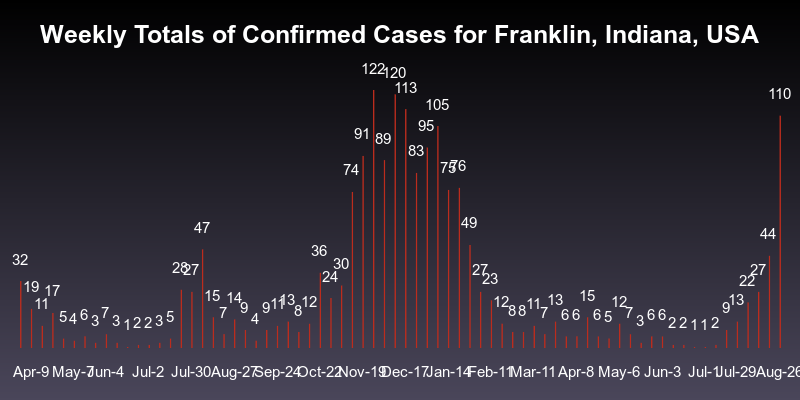 Weekly Totals of Confirmed Cases for Franklin, Indiana, USA
32 19 11 17 5 4 6 3 7 3 1 2 2 3 5 28 27 47 15 7 14 9 4 9 11 13 8 12 36 24 30 74 91 122 89 120 113 83 95 105 75 76 49 27 23 12 8 8 11 7 13 6 6 15 6 5 12 7 3 6 6 2 2 1 1 2 9 13 22 27 44 110
Apr-9 May-7 Jun-4 Jul-2 Jul-30 Aug-27 Sep-24 Oct-22 Nov-19 Dec-17 Jan-14 Feb-11 Mar-11 Apr-8 May-6 Jun-3 Jul-1 Jul-29 Aug-26